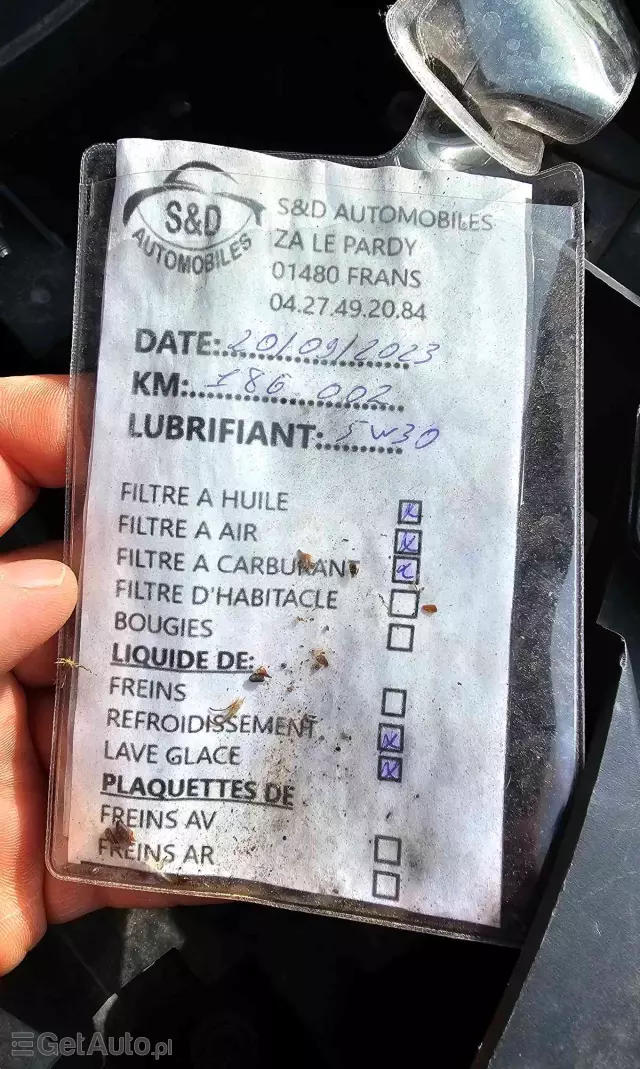 S&D
AUTOMOBILES
S&D AUTOMOBILES
ZA LE PARDY
01480 FRANS
04.27.49.20.84
DATE: 20/09/2023
KM: 186.002
LUBRIFIANT: 5W30
FILTRE A HUILE x
FILTRE A AIR x
FILTRE A CARBURANT x
FILTRE D'HABITACLE
BOUGIES
LIQUIDE DE:
FREINS
REFROIDISSEMENT x
LAVE GLACE x
PLAQUETTES DE
FREINS AV
FREINS AR
GetAuto.pl